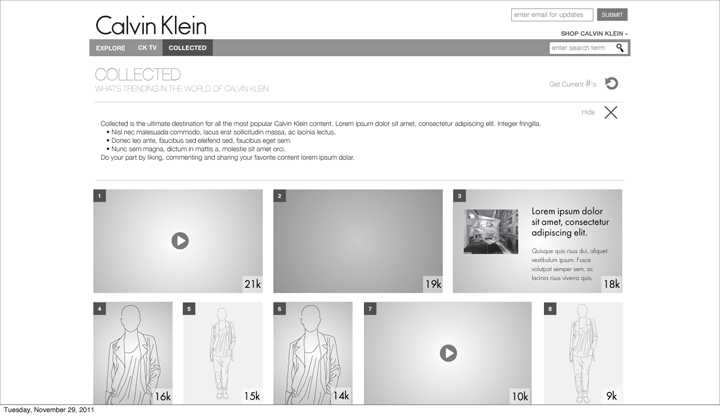 Calvin Klein
enter email for updates
SUBMIT
SHOP CALVIN KLEIN »
EXPLORE
CK TV
COLLECTED
enter search term
COLLECTED
WHAT'S TRENDING IN THE WORLD OF CALVIN KLEIN
Get Current #'s
Hide
Collected is the ultimate destination for all the most popular Calvin Klein content. Lorem ipsum dolor sit amet, consectetur adipiscing elit. Integer fringilla.
• Nisl nec malesuada commodo, lacus erat sollicitudin massa, ac lacinia lectus.
• Donec leo ante, faucibus sed eleifend sed, faucibus eget sem.
• Nunc sem magna, dictum in mattis a, molestie sit amet orci.
Do your part by liking, commenting and sharing your favorite content lorem ipsum dolar.
1
21k
2
19k
3
Lorem ipsum dolor
sit amet, consectetur
adipiscing elit.
Quisque quis risus dui, aliquet
vestibulum ipsum. Fusce
volutpat semper sem, ac
lacinia risus viverra quis.
18k
4
16k
5
15k
6
14k
7
10k
8
9k
Tuesday, November 29, 2011